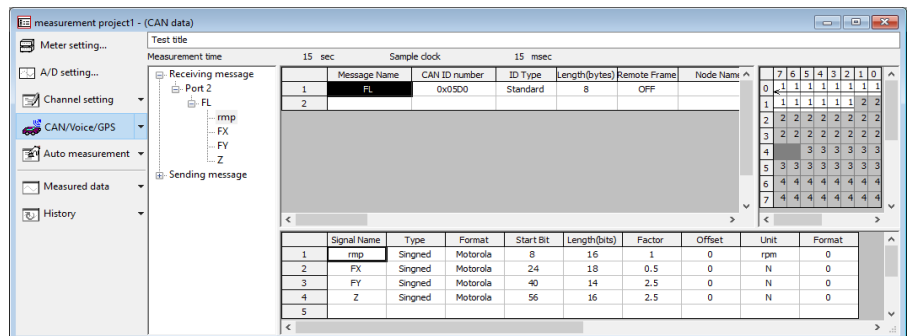 measurement project1 - (CAN data)
Meter setting...
A/D setting...
Channel setting
CAN/Voice/GPS
Auto measurement
Measured data
History
Test title
Measurement time 15 sec Sample clock 15 msec
Receiving message
Port 2
FL
rmp
FX
FY
Z
Sending message
Message Name CAN ID number ID Type Length(bytes) Remote Frame Node Name
1 FL 0x05D0 Standard 8 OFF
2
7 6 5 4 3 2 1 0
0 1 1 1 1 1 1 1 1
1 1 1 1 1 1 1 2 2
2 2 2 2 2 2 2 2 2
3 2 2 2 2 2 2 2 2
4 3 3 3 3 3 3
5 3 3 3 3 3 3 3 3
6 4 4 4 4 4 4 4 4
7 4 4 4 4 4 4 4 4
Signal Name Type Format Start Bit Length(bits) Factor Offset Unit Format
1 rmp Singned Motorola 8 16 1 0 rpm 0
2 FX Singned Motorola 24 18 0.5 0 N 0
3 FY Singned Motorola 40 14 2.5 0 N 0
4 Z Singned Motorola 56 16 2.5 0 N 0
5